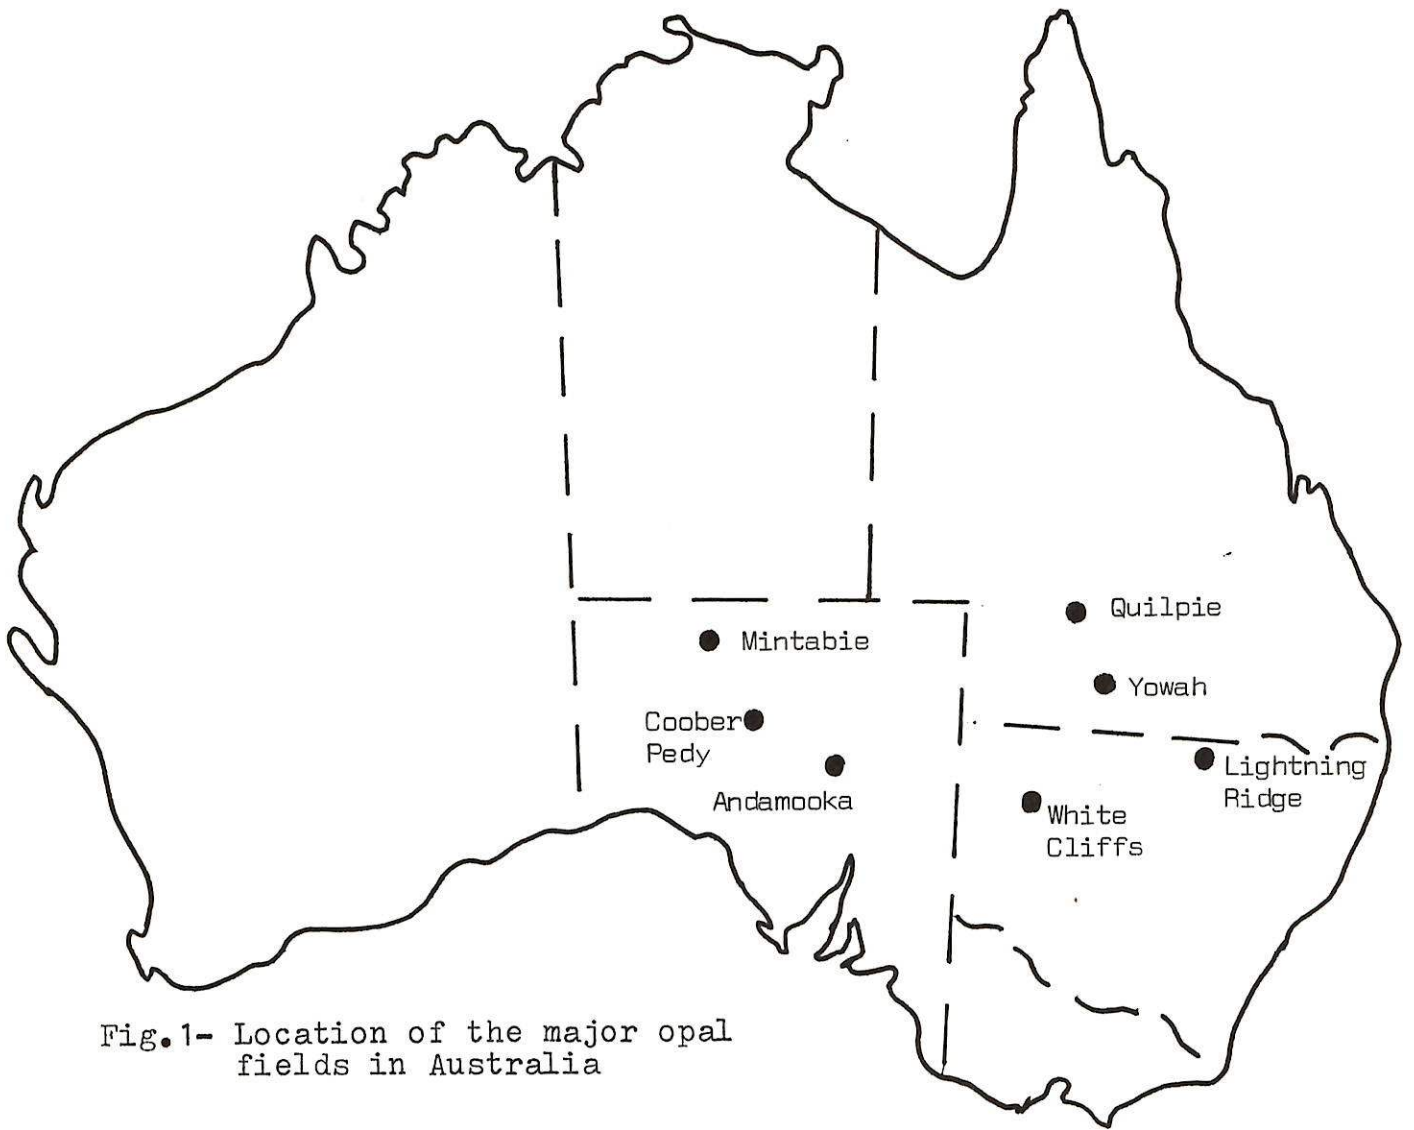 Quilpie
Mintabie
Yowah
Coober
Pedy
Andamooka
Lightning
Ridge
White
Cliffs
Fig.1- Location of the major opal
fields in Australia